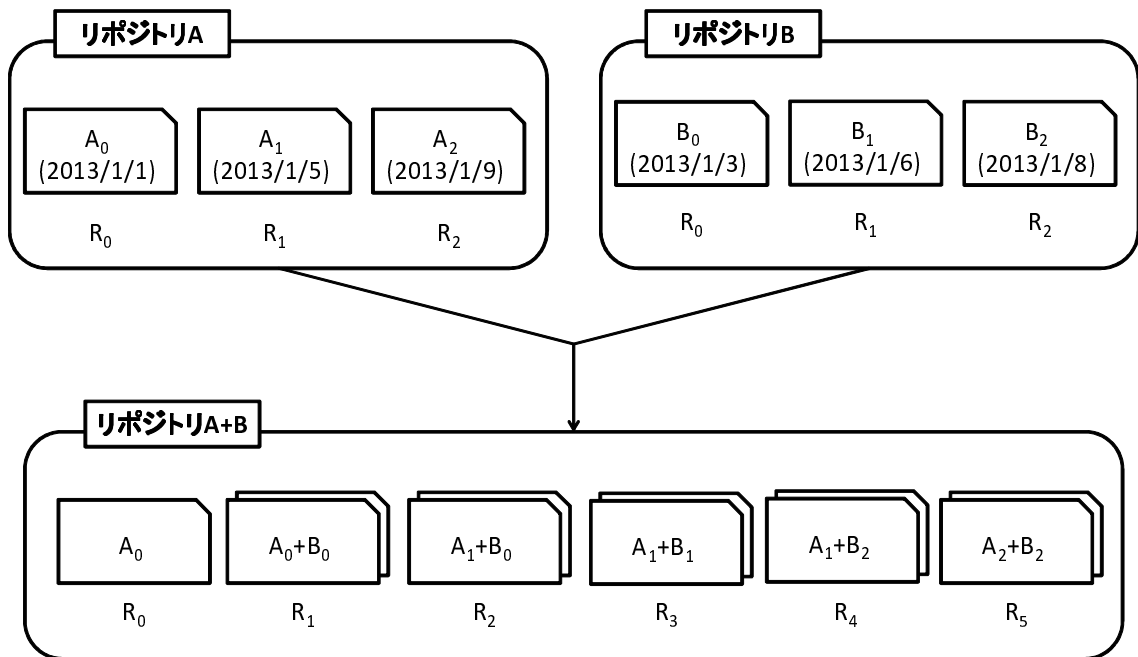 リポジトリA
A₀
(2013/1/1)
A₁
(2013/1/5)
A₂
(2013/1/9)
R₀
R₁
R₂
リポジトリB
B₀
(2013/1/3)
B₁
(2013/1/6)
B₂
(2013/1/8)
R₀
R₁
R₂
リポジトリA+B
A₀
A₀+B₀
A₁+B₀
A₁+B₁
A₁+B₂
A₂+B₂
R₀
R₁
R₂
R₃
R₄
R₅